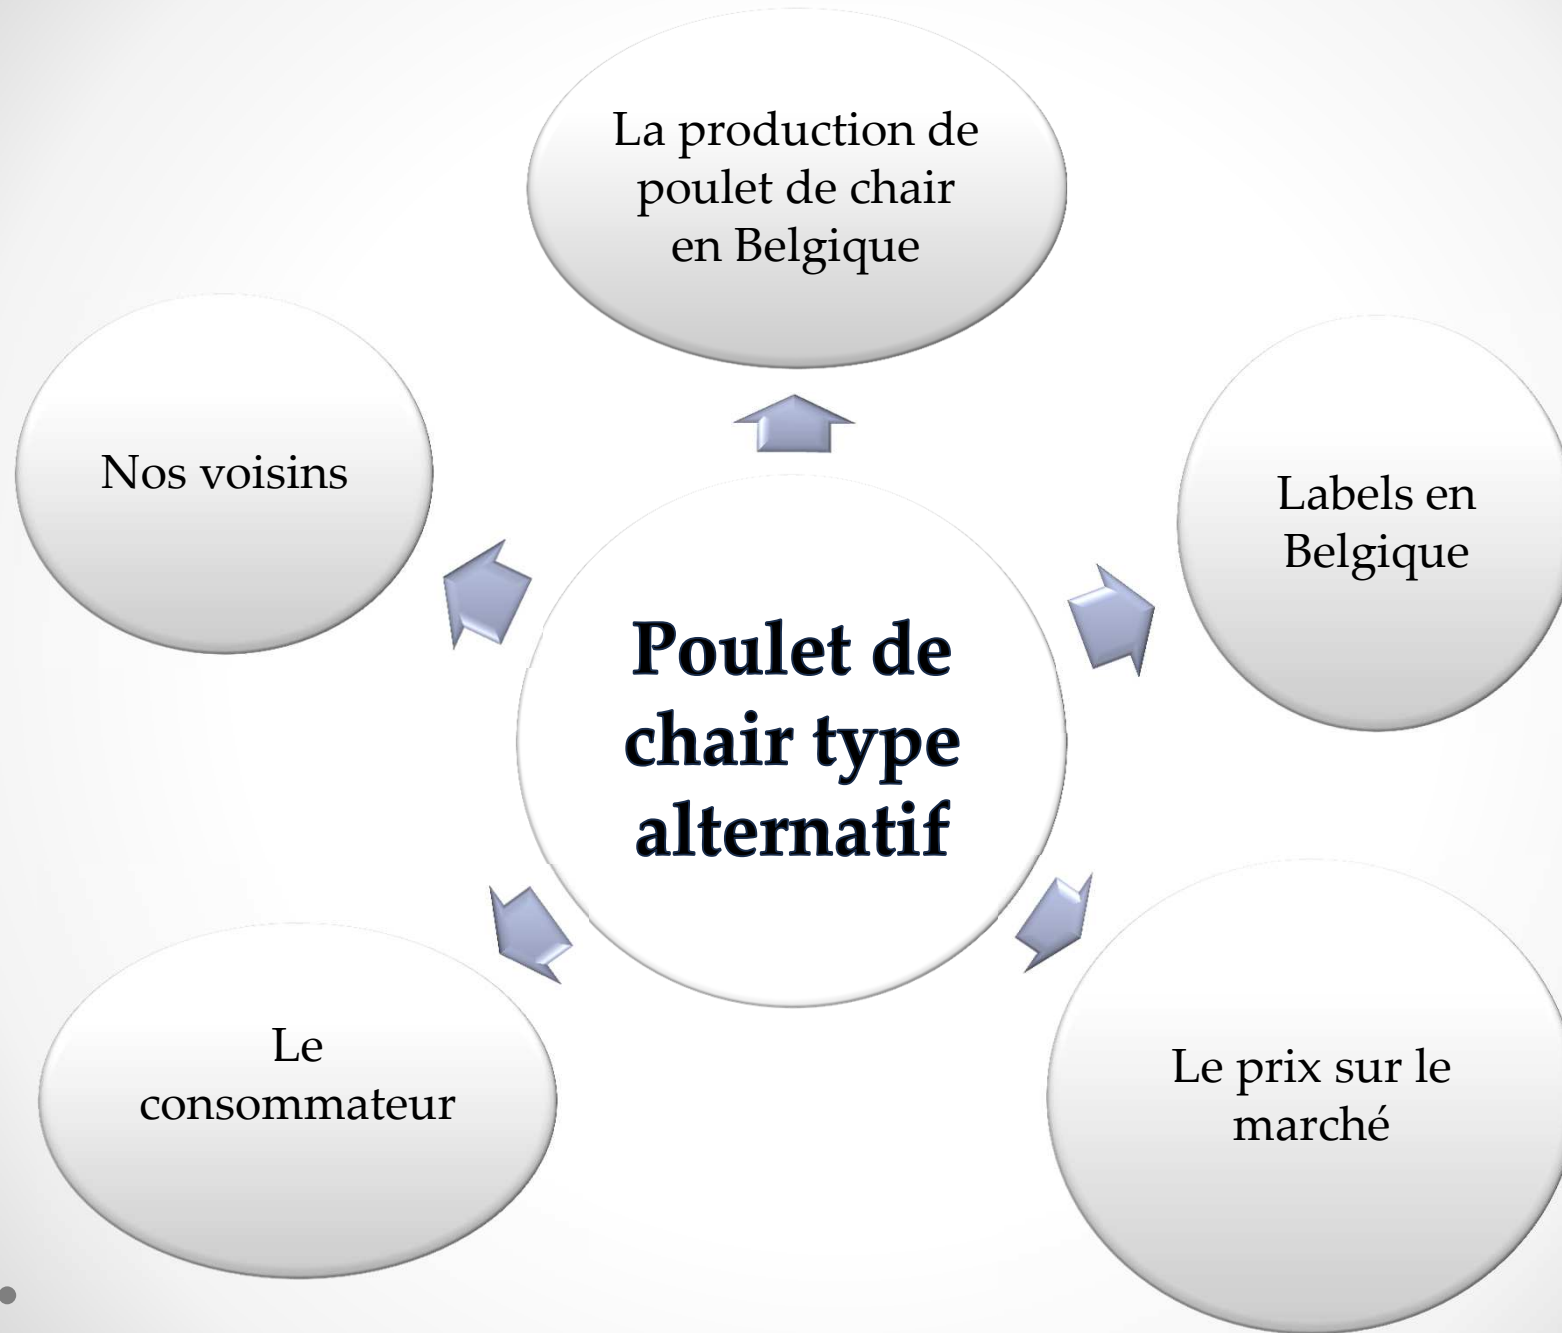 La production de
poulet de chair
en Belgique
Nos voisins
Labels en
Belgique
Poulet de
chair type
alternatif
Le
consommateur
Le prix sur le
marché